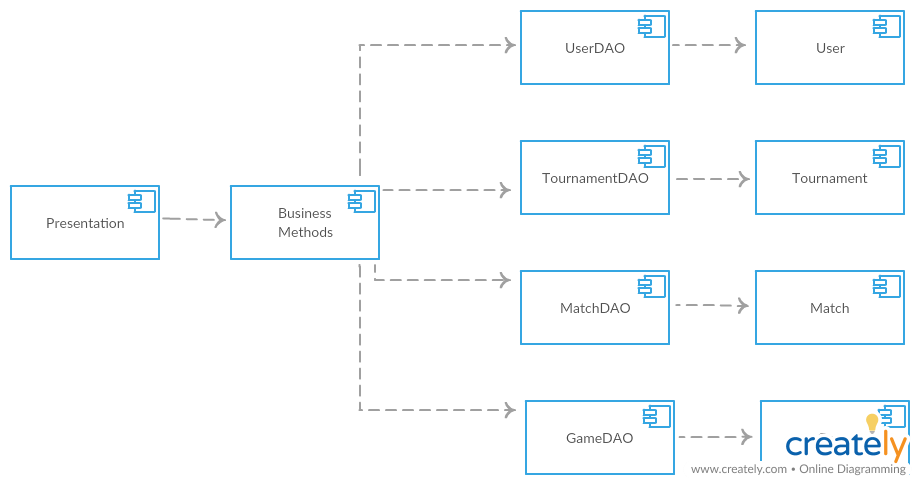 UserDAO
User
TournamentDAO
Tournament
Presentation
Business
Methods
MatchDAO
Match
GameDAO
creately
www.creately.com • Online Diagramming